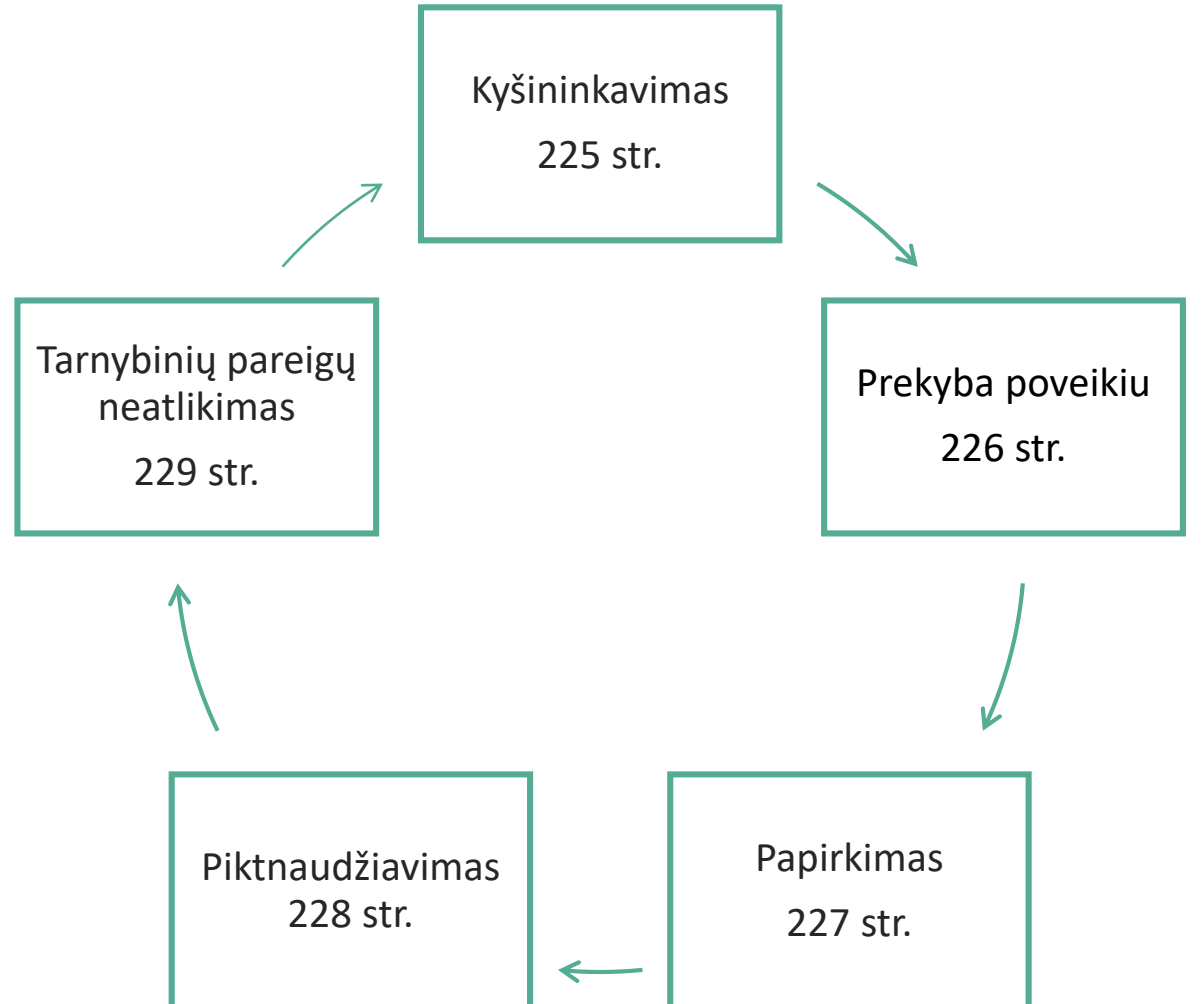 Kyšininkavimas
225 str.
Prekyba poveikiu
226 str.
Papirkimas
227 str.
Piktnaudžiavimas
228 str.
Tarnybinių pareigų
neatlikimas
229 str.